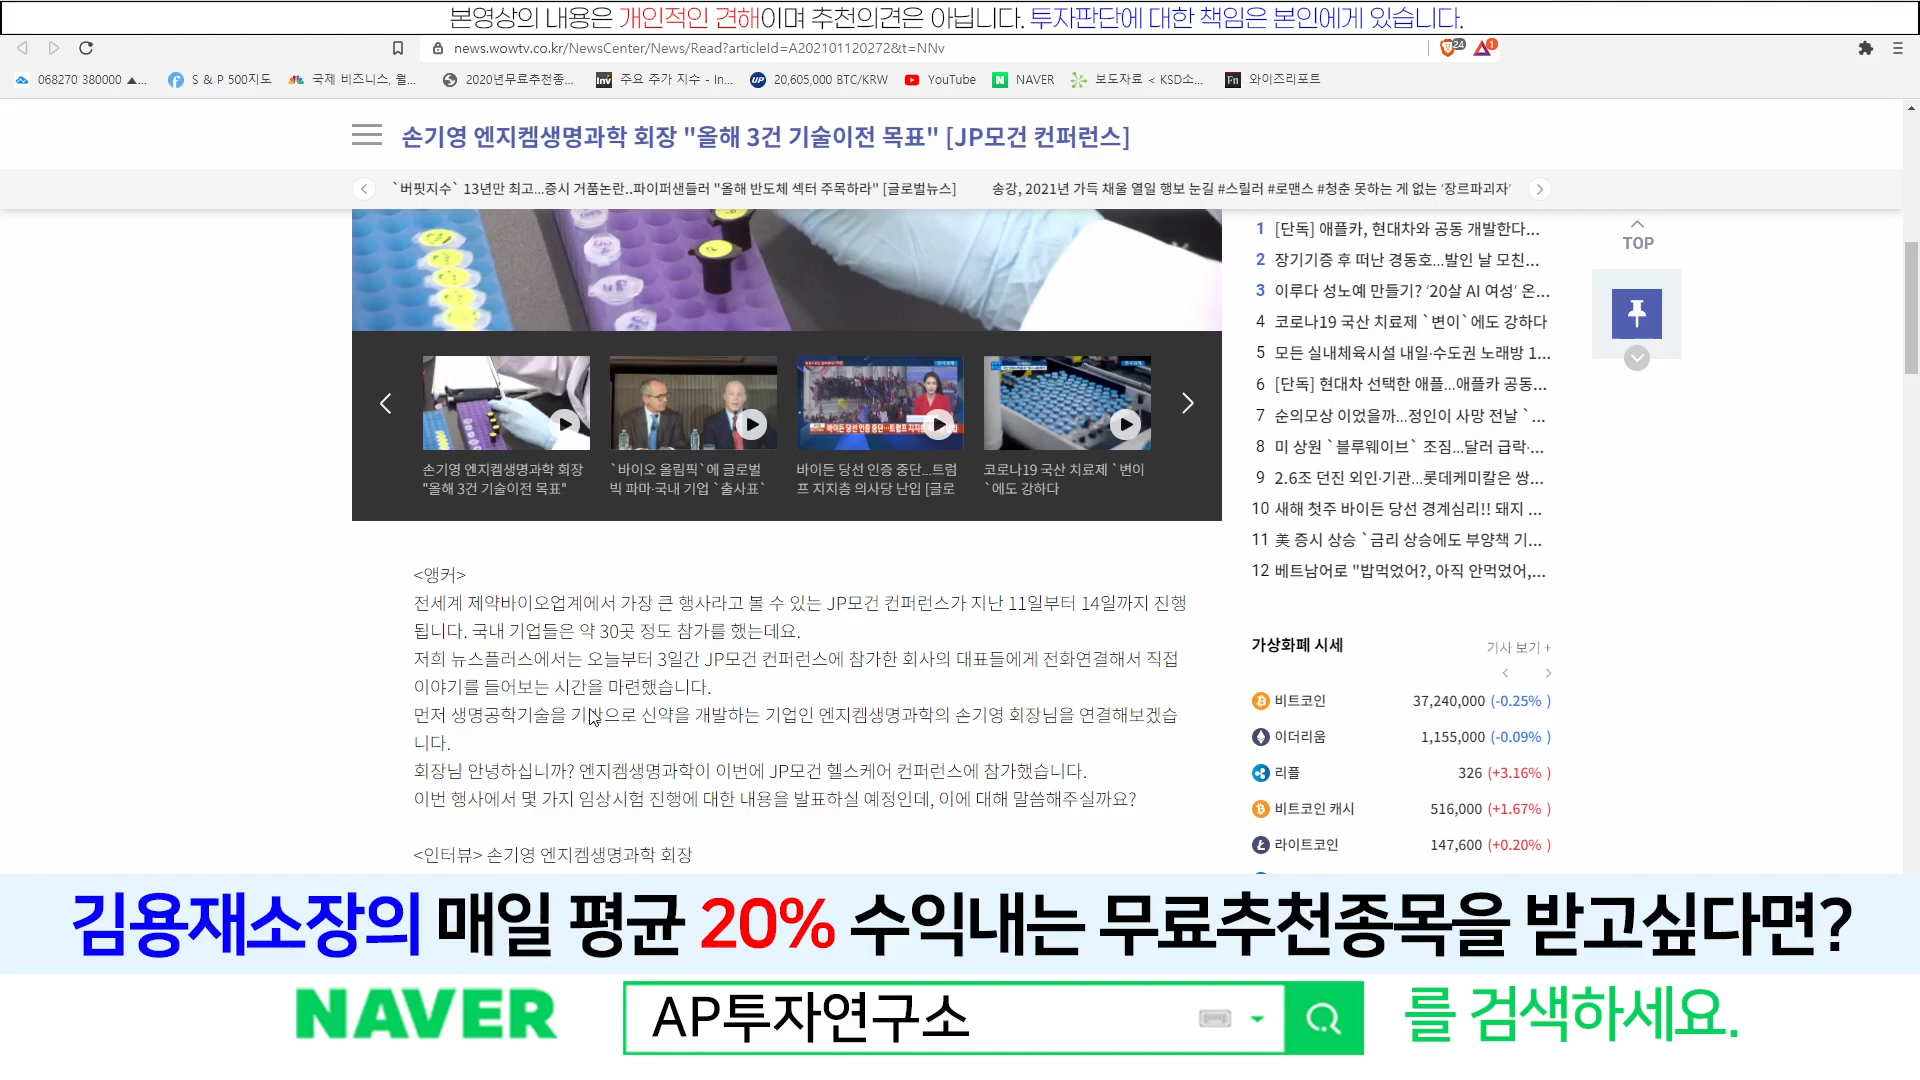 본영상의 내용은 개인적인 견해이며 추천의견은 아닙니다. 투자판단에 대한 책임은 본인에게 있습니다.
news.wowtv.co.kr/NewsCenter/News/Read?articleId=A202101120272&t=NNv
24
1
068270 380000 ▲...
S & P 500지도
국제 비즈니스, 월...
2020년무료추천종...
주요 주가 지수 - In...
20,605,000 BTC/KRW
YouTube
NAVER
보도자료 < KSD소...
와이즈리포트
손기영 엔지켐생명과학 회장 "올해 3건 기술이전 목표" [JP모건 컨퍼런스]
`버핏지수` 13년만 최고...증시 거품논란..파이퍼샌들러 "올해 반도체 섹터 주목하라" [글로벌뉴스]
송강, 2021년 가득 채울 열일 행보 눈길 #스릴러 #로맨스 #청춘 못하는 게 없는 '장르파괴자'
1 [단독] 애플카, 현대차와 공동 개발한다...
2 장기기증 후 떠난 경동호...발인 날 모친...
3 이루다 성노예 만들기? '20살 AI 여성' 온...
4 코로나19 국산 치료제 `변이`에도 강하다
5 모든 실내체육시설 내일·수도권 노래방 1...
6 [단독] 현대차 선택한 애플...애플카 공동...
7 순의모상 이었을까...정인이 사망 전날 `...
8 미 상원 `블루웨이브` 조짐...달러 급락·...
9 2.6조 던진 외인·기관...롯데케미칼은 쌍...
10 새해 첫주 바이든 당선 경계심리!! 돼지 ...
11 美 증시 상승 `금리 상승에도 부양책 기...
12 베트남어로 "밥먹었어?, 아직 안먹었어,...
TOP
바이든 당선 인증 중단…트럼프 지지
손기영 엔지켐생명과학 회장
"올해 3건 기술이전 목표"
`바이오 올림픽`에 글로벌
빅 파마·국내 기업 `출사표`
바이든 당선 인증 중단...트럼
프 지지층 의사당 난입 [글로
코로나19 국산 치료제 `변이
`에도 강하다
<앵커>
전세계 제약바이오업계에서 가장 큰 행사라고 볼 수 있는 JP모건 컨퍼런스가 지난 11일부터 14일까지 진행
됩니다. 국내 기업들은 약 30곳 정도 참가를 했는데요.
저희 뉴스플러스에서는 오늘부터 3일간 JP모건 컨퍼런스에 참가한 회사의 대표들에게 전화연결해서 직접
이야기를 들어보는 시간을 마련했습니다.
먼저 생명공학기술을 기반으로 신약을 개발하는 기업인 엔지켐생명과학의 손기영 회장님을 연결해보겠습
니다.
회장님 안녕하십니까? 엔지켐생명과학이 이번에 JP모건 헬스케어 컨퍼런스에 참가했습니다.
이번 행사에서 몇 가지 임상시험 진행에 대한 내용을 발표하실 예정인데, 이에 대해 말씀해주실까요?
<인터뷰> 손기영 엔지켐생명과학 회장
가상화폐 시세
기사 보기 +
비트코인 37,240,000 (-0.25% )
이더리움 1,155,000 (-0.09% )
리플 326 (+3.16% )
비트코인 캐시 516,000 (+1.67% )
라이트코인 147,600 (+0.20% )
김용재소장의 매일 평균 20% 수익내는 무료추천종목을 받고싶다면?
NAVER AP투자연구소 를 검색하세요.